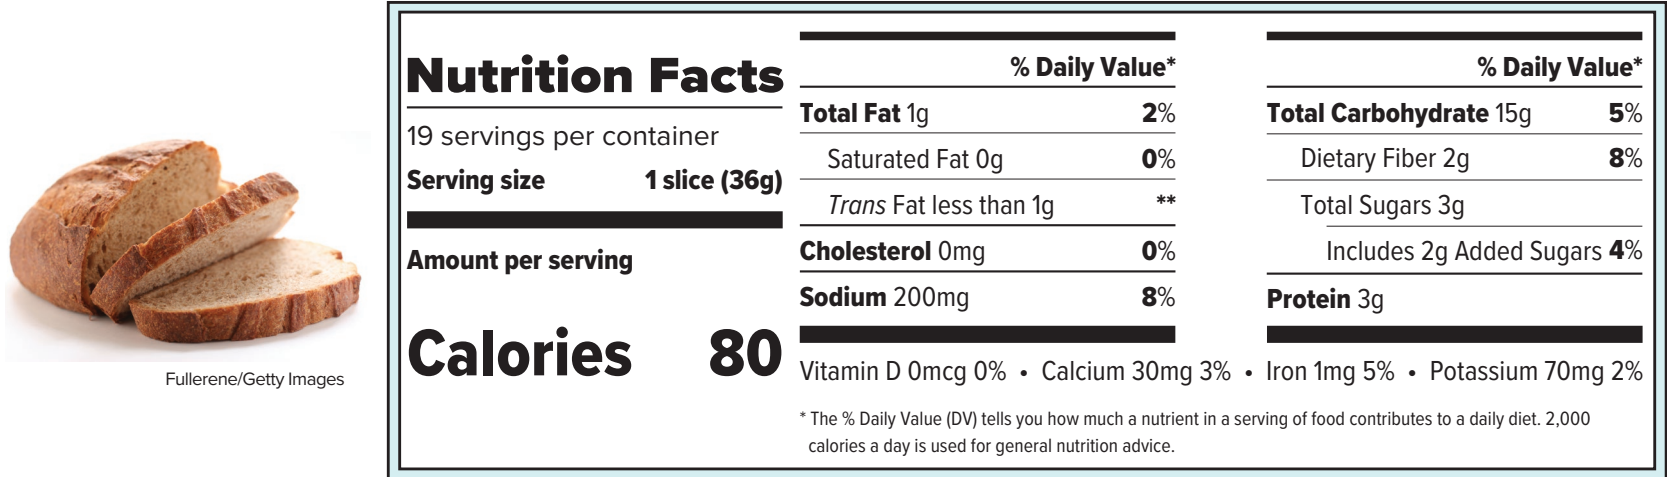 Fullerene/Getty Images
Nutrition Facts
19 servings per container
Serving size 1 slice (36g)
Amount per serving
Calories 80
% Daily Value*
Total Fat 1g 2%
Saturated Fat 0g 0%
Trans Fat less than 1g **
Cholesterol 0mg 0%
Sodium 200mg 8%
% Daily Value*
Total Carbohydrate 15g 5%
Dietary Fiber 2g 8%
Total Sugars 3g
Includes 2g Added Sugars 4%
Protein 3g
Vitamin D 0mcg 0% • Calcium 30mg 3% • Iron 1mg 5% • Potassium 70mg 2%
* The % Daily Value (DV) tells you how much a nutrient in a serving of food contributes to a daily diet. 2,000
calories a day is used for general nutrition advice.